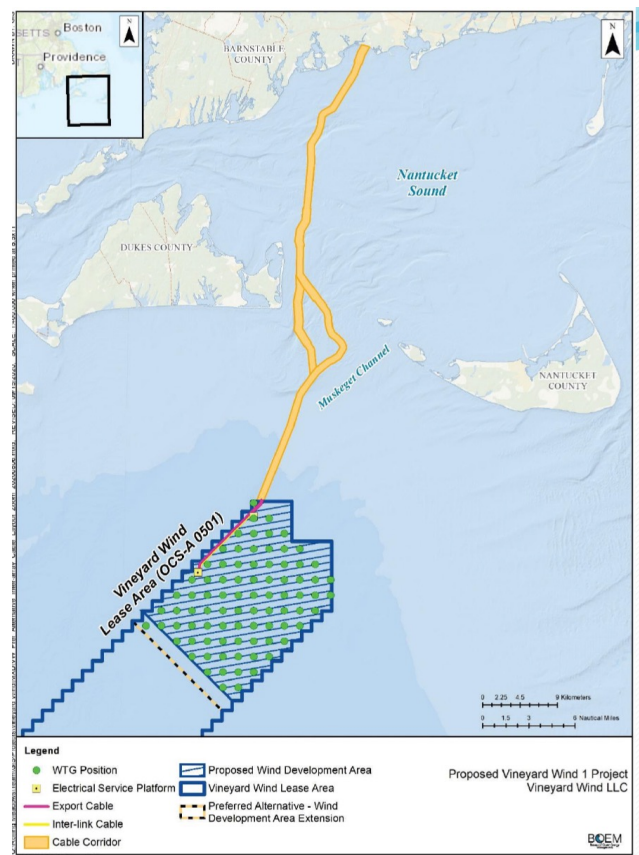 Boston
SETTS
Providence
N
N
BARNSTABLE
COUNTY
Nantucket
Sound
DUKES COUNTY
Muskeget Channel
NANTUCKET
COUNTY
Vineyard Wind
Lease Area (OCS-A 0501)
0 2.25 4.5 9 Kilometers
0 1.5 3 6 Nautical Miles
Legend
WTG Position
Electrical Service Platform
Export Cable
Inter-link Cable
Cable Corridor
Proposed Wind Development Area
Vineyard Wind Lease Area
Preferred Alternative - Wind
Development Area Extension
Proposed Vineyard Wind 1 Project
Vineyard Wind LLC
BOEM